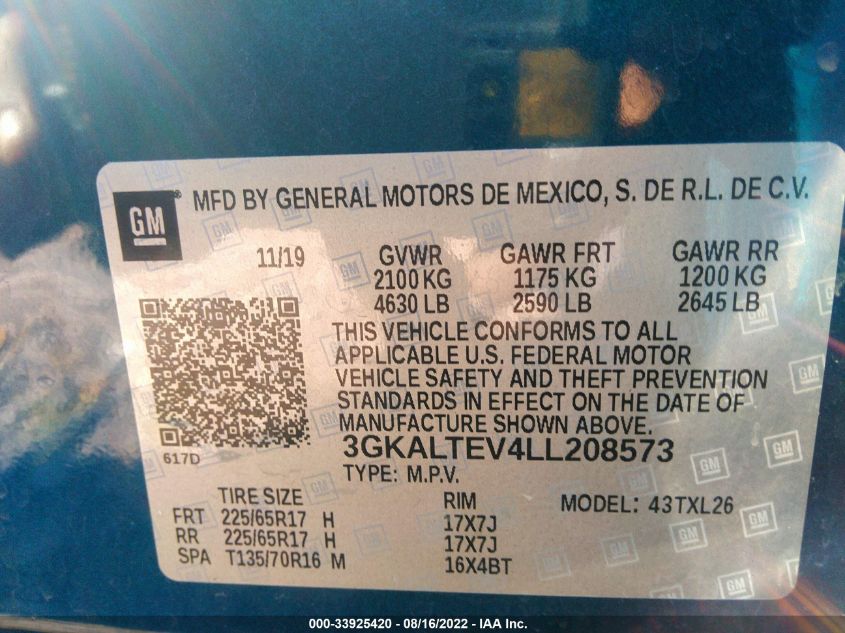 GM
MFD BY GENERAL MOTORS DE MEXICO, S. DE R.L. DE C.V.
11/19 GVWR GAWR FRT GAWR RR
2100 KG 1175 KG 1200 KG
4630 LB 2590 LB 2645 LB
THIS VEHICLE CONFORMS TO ALL
APPLICABLE U.S. FEDERAL MOTOR
VEHICLE SAFETY AND THEFT PREVENTION
STANDARDS IN EFFECT ON THE DATE OF
MANUFACTURE SHOWN ABOVE.
617D
3GKALTEV4LL208573
TYPE: M.P.V.
TIRE SIZE RIM MODEL: 43TXL26
FRT 225/65R17 H 17X7J
RR 225/65R17 H 17X7J
SPA T135/70R16 M 16X4BT
000-33925420 - 08/16/2022 - IAA Inc.